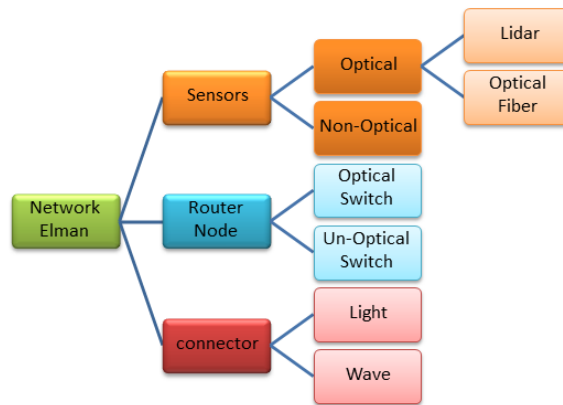 Network
Elman
Sensors
Optical
Lidar
Optical
Fiber
Non-Optical
Router
Node
Optical
Switch
Un-Optical
Switch
connector
Light
Wave